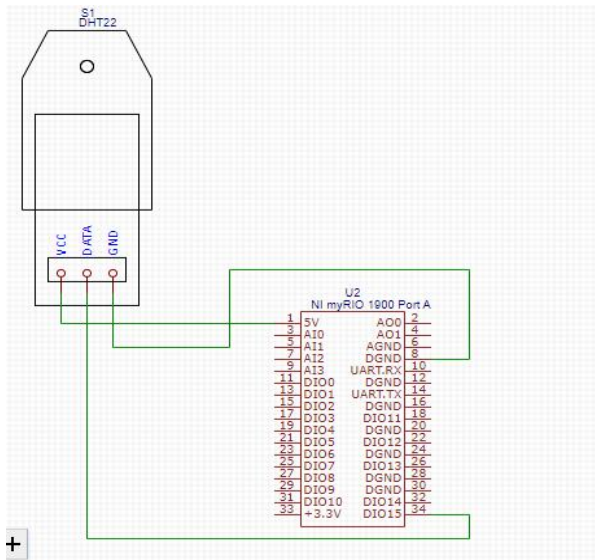 S1
DHT22
VCC DATA GND
U2
NI myRIO 1900 Port A
1 5V AO0 2
3 AI0 AO1 4
5 AI1 AGND 6
7 AI2 DGND 8
9 AI3 UART.RX 10
11 DIO0 DGND 12
13 DIO1 UART.TX 14
15 DIO2 DGND 16
17 DIO3 DIO11 18
19 DIO4 DGND 20
21 DIO5 DIO12 22
23 DIO6 DGND 24
25 DIO7 DIO13 26
27 DIO8 DGND 28
29 DIO9 DGND 30
31 DIO10 DIO14 32
33 +3.3V DIO15 34
+